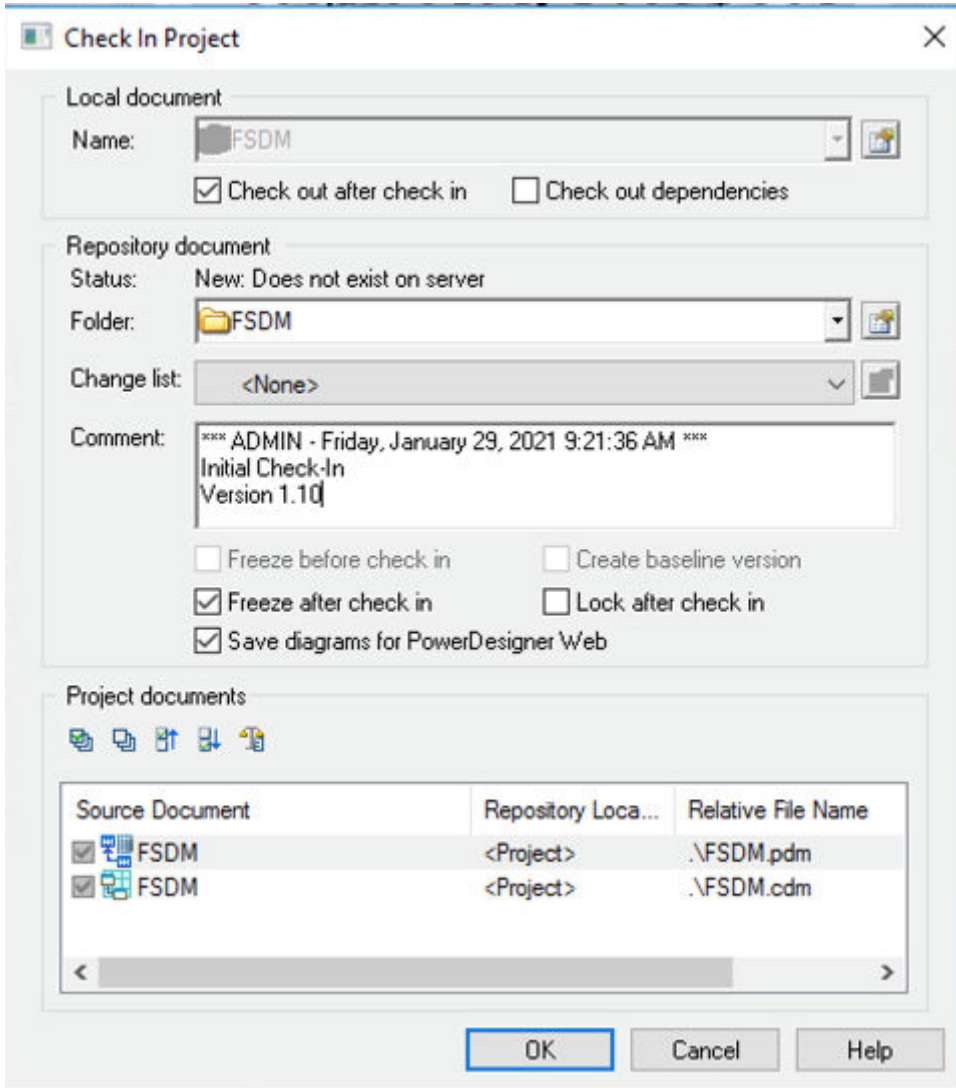 Check In Project
Local document
Name: FSDM
Check out after check in Check out dependencies
Repository document
Status: New: Does not exist on server
Folder: FSDM
Change list: <None>
Comment: *** ADMIN - Friday, January 29, 2021 9:21:36 AM ***
Initial Check-In
Version 1.10
Freeze before check in Create baseline version
Freeze after check in Lock after check in
Save diagrams for PowerDesigner Web
Project documents
Source Document Repository Loca... Relative File Name
FSDM <Project> .\FSDM.pdm
FSDM <Project> .\FSDM.cdm
OK Cancel Help